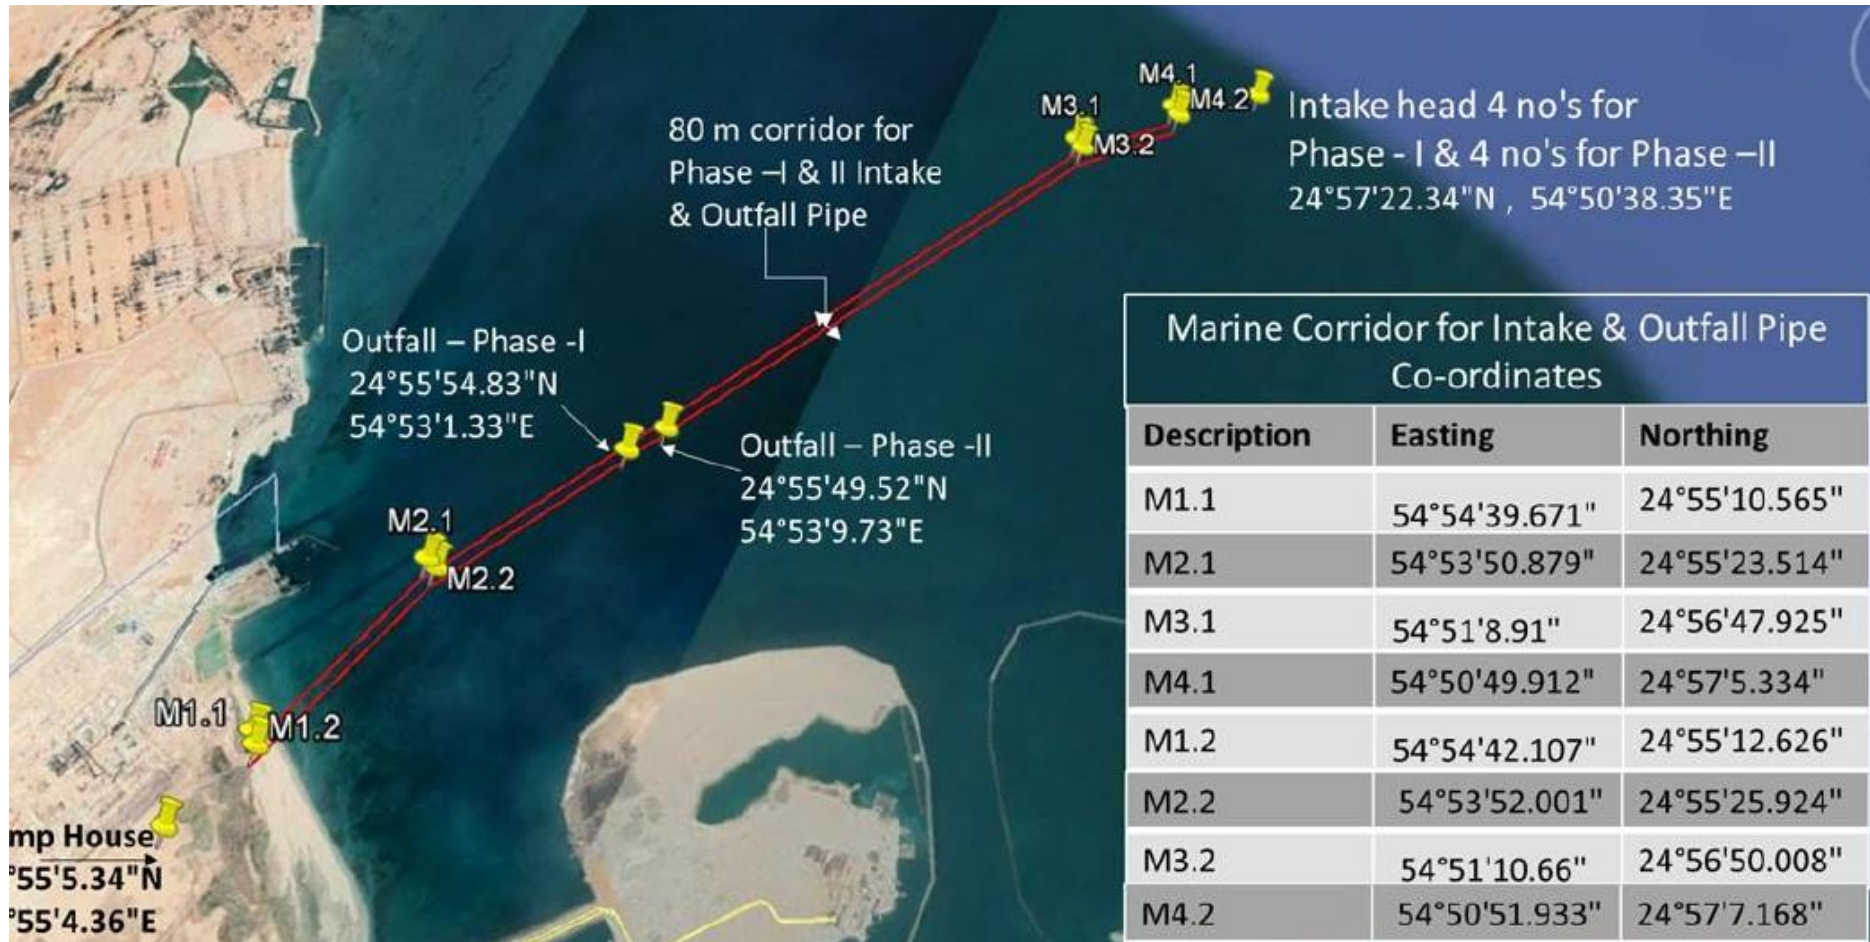 M4.1
M4.2
M3.1
M3.2
Intake head 4 no's for
Phase - I & 4 no's for Phase –II
24°57'22.34"N , 54°50'38.35"E
80 m corridor for
Phase –I & II Intake
& Outfall Pipe
Outfall – Phase -I
24°55'54.83"N
54°53'1.33"E
Outfall – Phase -II
24°55'49.52"N
54°53'9.73"E
M2.1
M2.2
M1.1
M1.2
mp House
°55'5.34"N
°55'4.36"E
Marine Corridor for Intake & Outfall Pipe
Co-ordinates
Description Easting Northing
M1.1 54°54'39.671" 24°55'10.565"
M2.1 54°53'50.879" 24°55'23.514"
M3.1 54°51'8.91" 24°56'47.925"
M4.1 54°50'49.912" 24°57'5.334"
M1.2 54°54'42.107" 24°55'12.626"
M2.2 54°53'52.001" 24°55'25.924"
M3.2 54°51'10.66" 24°56'50.008"
M4.2 54°50'51.933" 24°57'7.168"